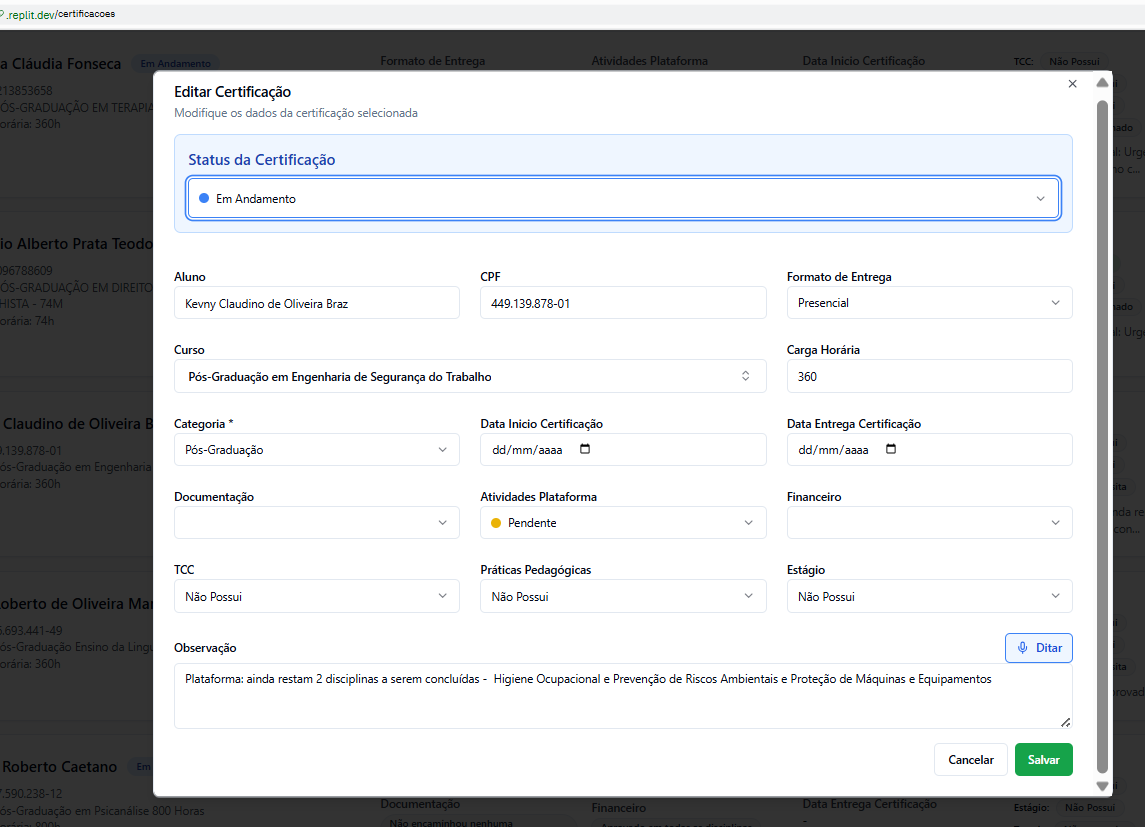 .replit.dev/certificacoes
a Cláudia Fonseca Em Andamento Formato de Entrega Atividades Plataforma Data Inicio Certificação TCC: Não Possui
213853658
ÓS-GRADUAÇÃO EM TERAPIA
orária: 360h
Editar Certificação
Modifique os dados da certificação selecionada
Status da Certificação
Em Andamento
io Alberto Prata Teodo
096788609
ÓS-GRADUAÇÃO EM DIREITO
HISTA - 74M
orária: 74h
Aluno CPF Formato de Entrega
Kevny Claudino de Oliveira Braz 449.139.878-01 Presencial
Curso Carga Horária
Pós-Graduação em Engenharia de Segurança do Trabalho 360
Claudino de Oliveira B
9.139.878-01
ós-Graduação em Engenharia
orária: 360h
Categoria * Data Inicio Certificação Data Entrega Certificação
Pós-Graduação dd/mm/aaaa dd/mm/aaaa
Documentação Atividades Plataforma Financeiro
Pendente
TCC Práticas Pedagógicas Estágio
Não Possui Não Possui Não Possui
oberto de Oliveira Mar
6.693.441-49
ós-Graduação Ensino da Lingu
orária: 360h
Observação Ditar
Plataforma: ainda restam 2 disciplinas a serem concluídas - Higiene Ocupacional e Prevenção de Riscos Ambientais e Proteção de Máquinas e Equipamentos
Cancelar Salvar
Roberto Caetano Em
7.590.238-12
ós-Graduação em Psicanálise 800 Horas
orária: 800h
Documentação Financeiro Data Entrega Certificação Estágio: Não Possui
Não encaminhou nenhuma -